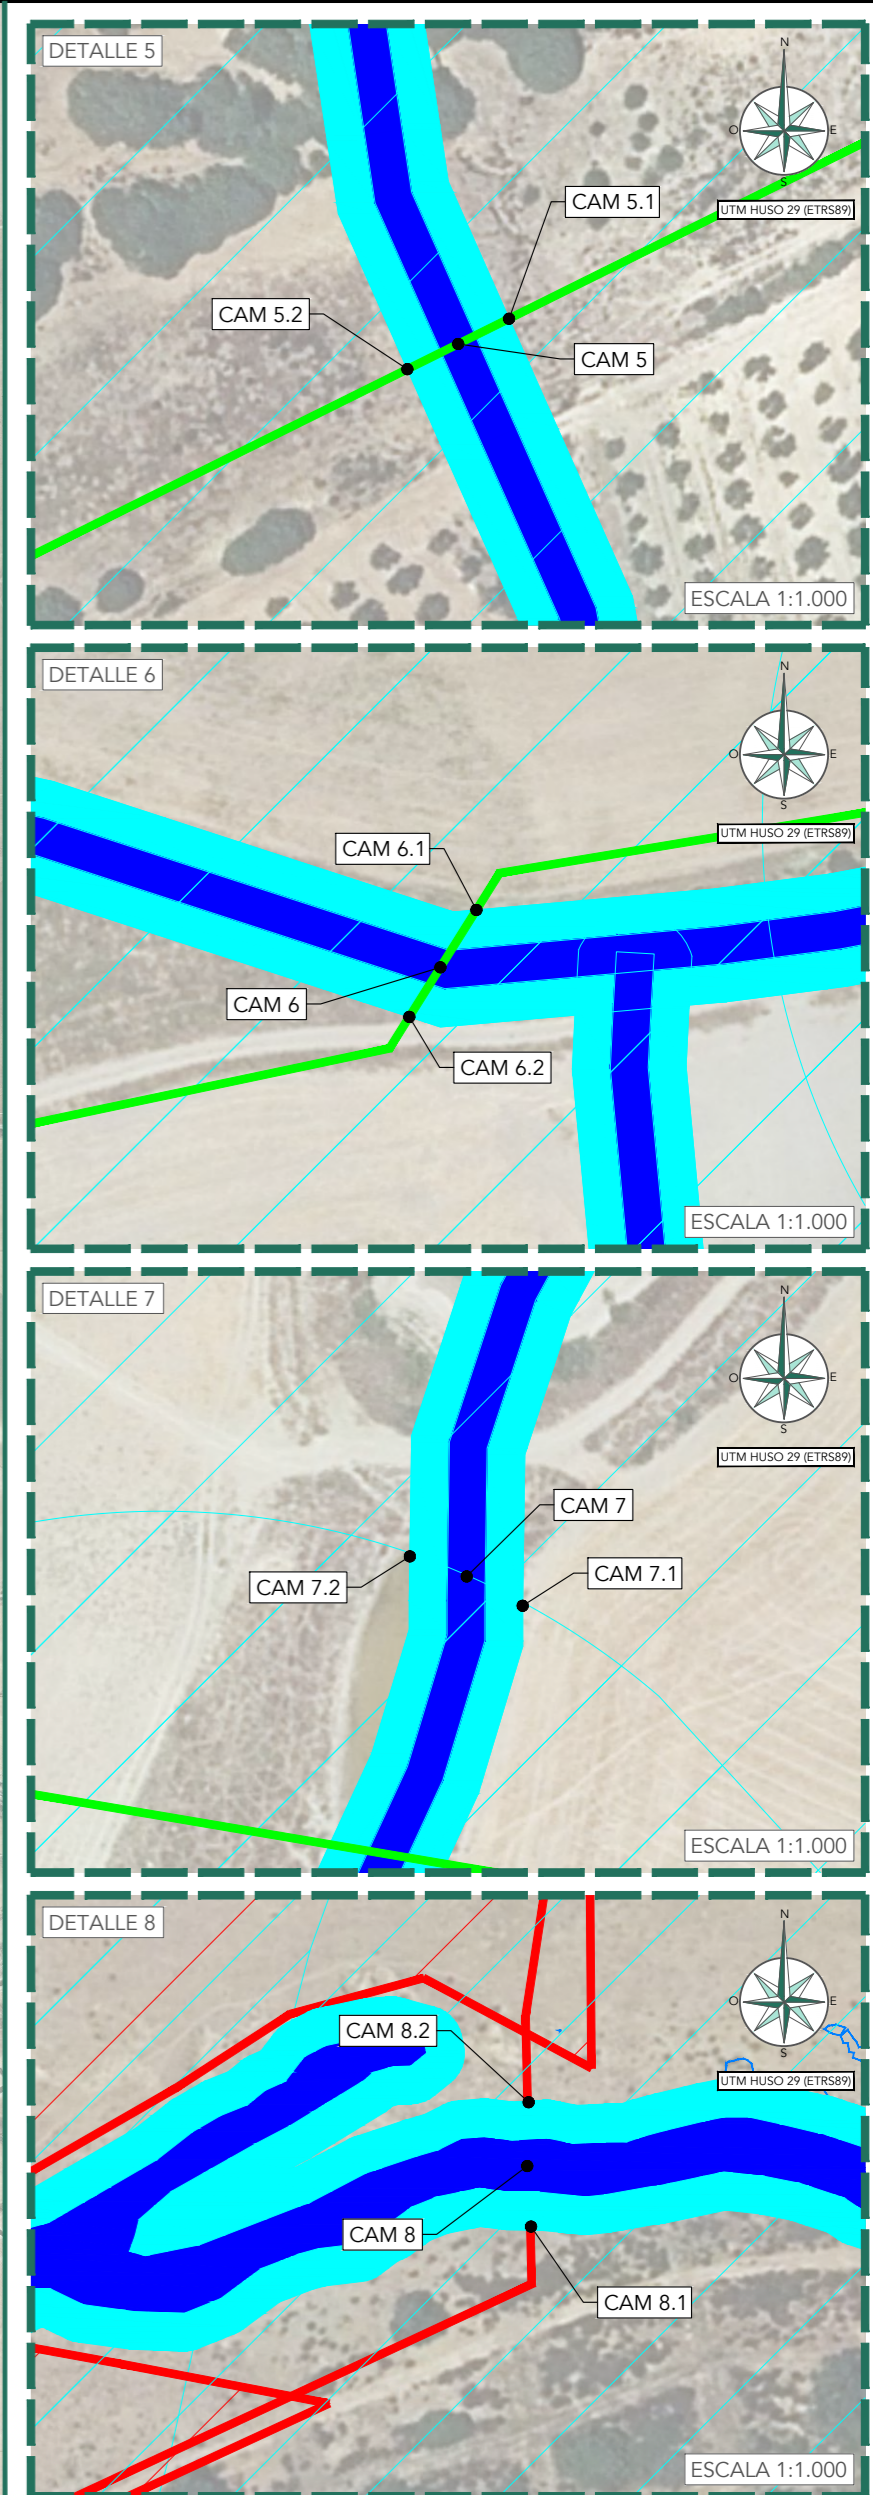 DETALLE 5
N
O
E
S
UTM HUSO 29 (ETRS89)
CAM 5.1
CAM 5.2
CAM 5
ESCALA 1:1.000
DETALLE 6
N
O
E
S
UTM HUSO 29 (ETRS89)
CAM 6.1
CAM 6
CAM 6.2
ESCALA 1:1.000
DETALLE 7
N
O
E
S
UTM HUSO 29 (ETRS89)
CAM 7
CAM 7.2
CAM 7.1
ESCALA 1:1.000
DETALLE 8
N
O
E
S
UTM HUSO 29 (ETRS89)
CAM 8.2
CAM 8
CAM 8.1
ESCALA 1:1.000